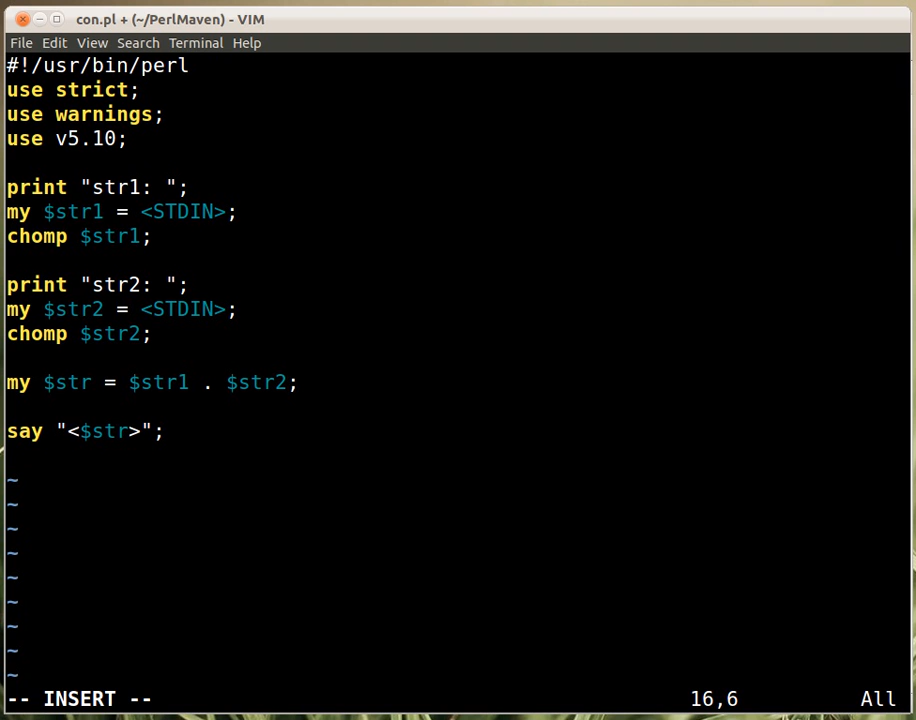 con.pl + (~/PerlMaven) - VIM
File Edit View Search Terminal Help
#!/usr/bin/perl
use strict;
use warnings;
use v5.10;
print "str1: ";
my $str1 = <STDIN>;
chomp $str1;
print "str2: ";
my $str2 = <STDIN>;
chomp $str2;
my $str = $str1 . $str2;
say "<$str>";
~
~
~
~
~
~
~
~
~
-- INSERT -- 16,6 All